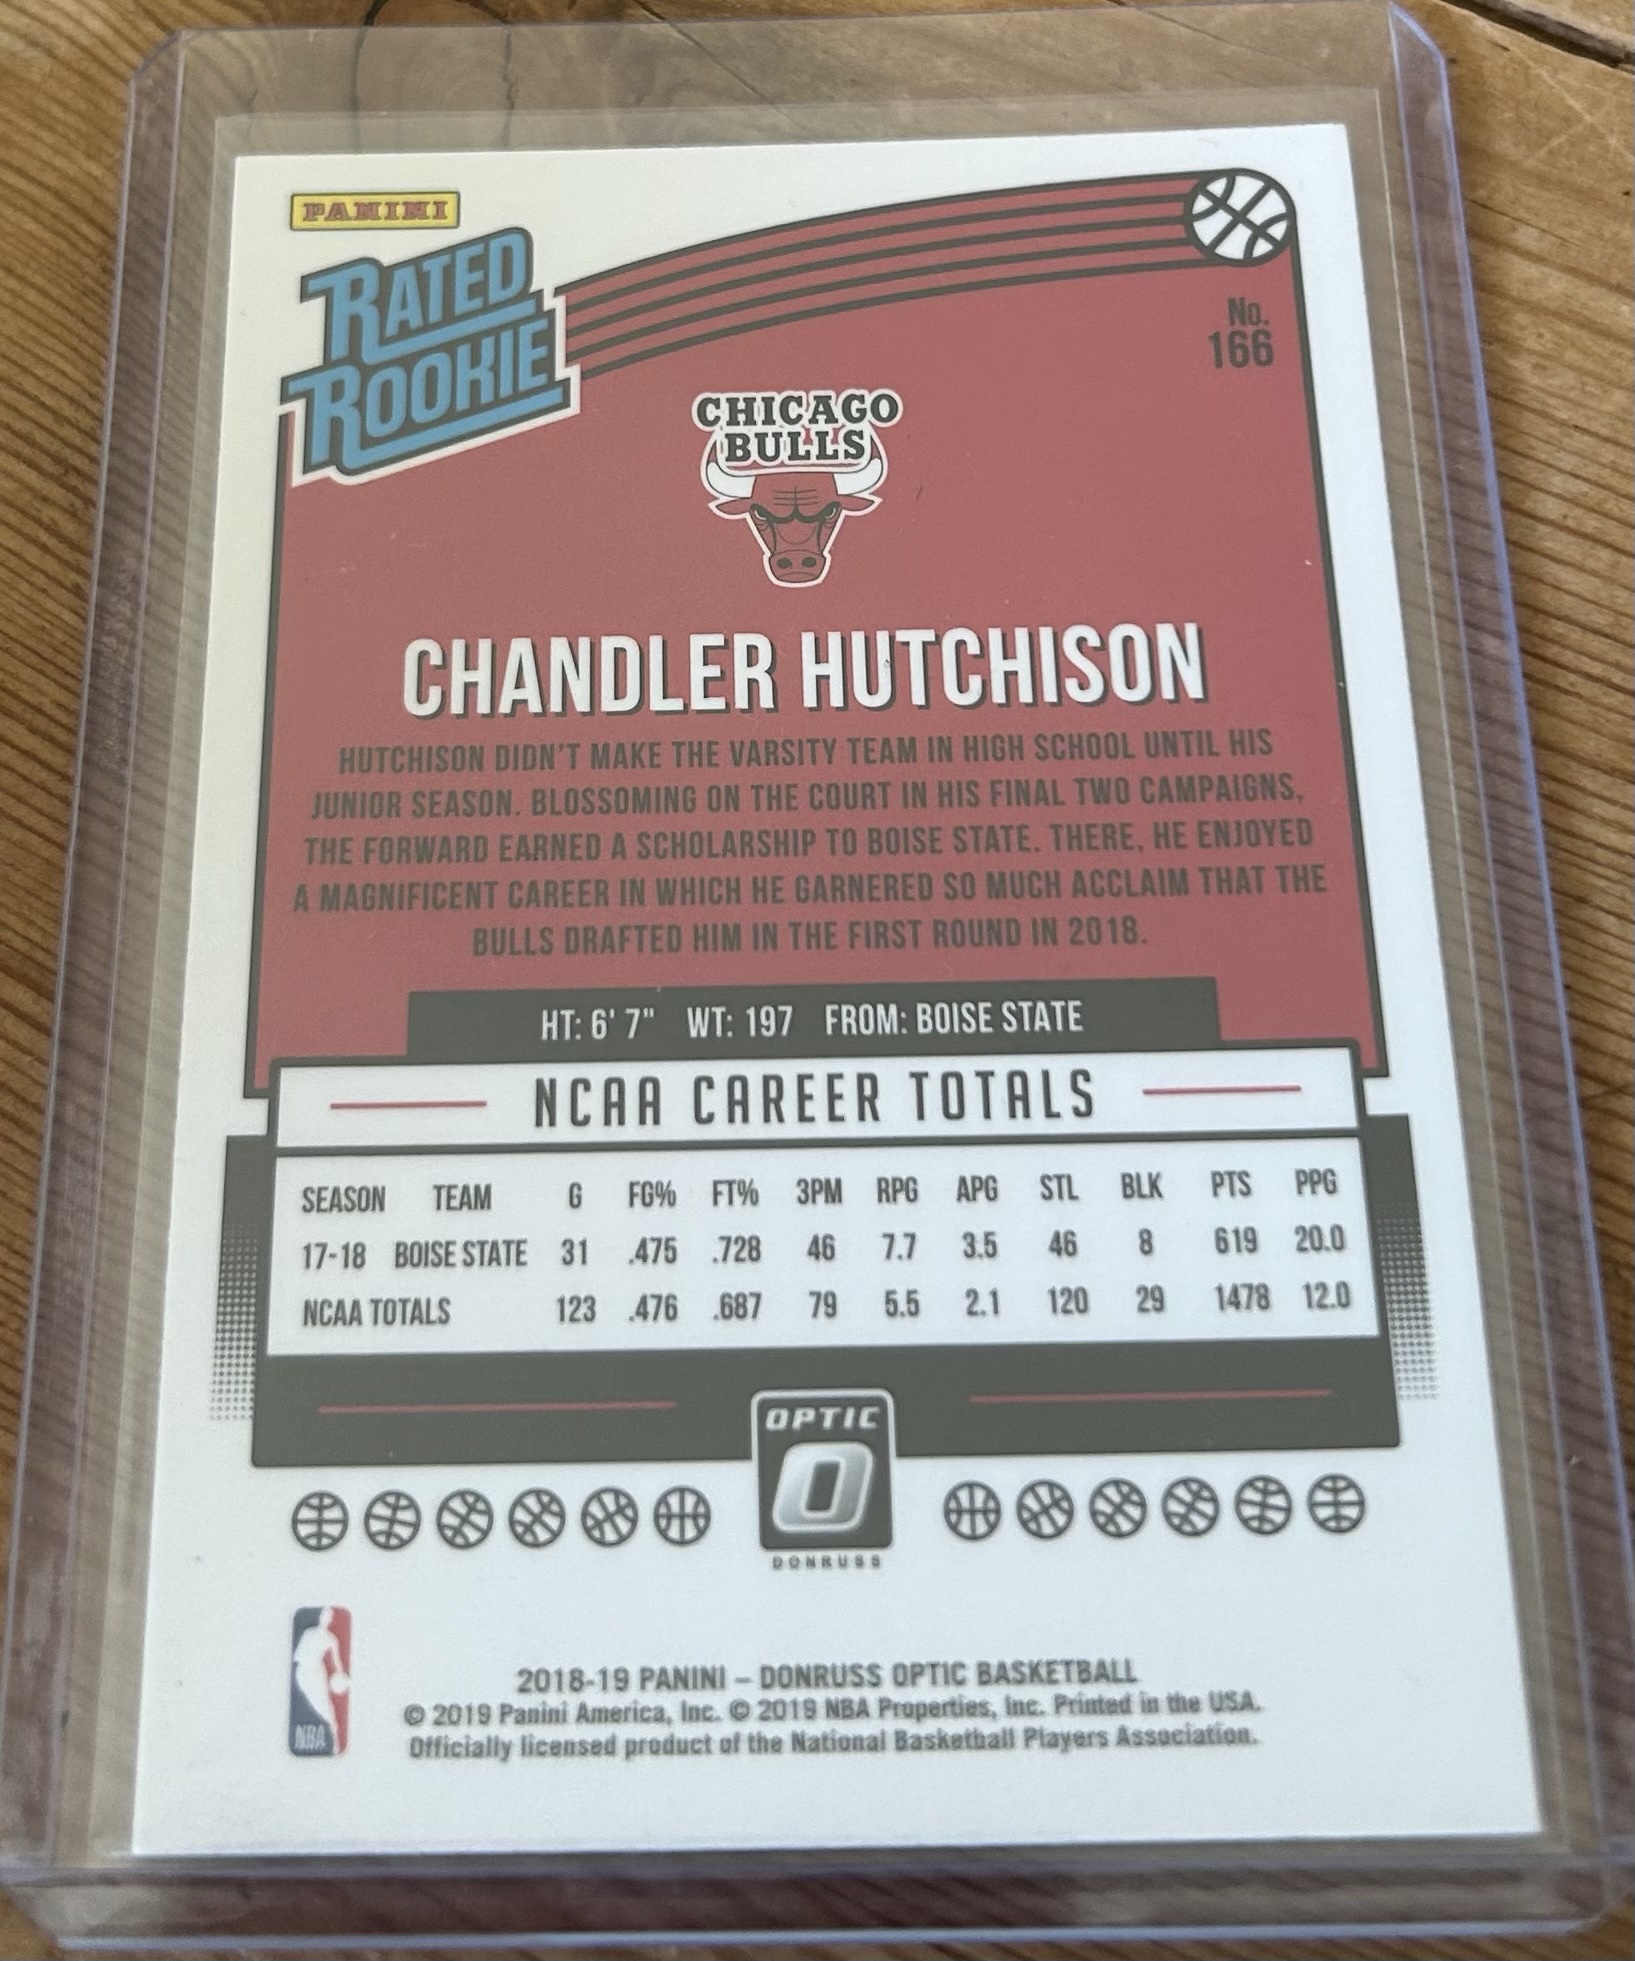 PANINI
RATED
ROOKIE
No.
166
CHICAGO
BULLS
CHANDLER HUTCHISON
HUTCHISON DIDN'T MAKE THE VARSITY TEAM IN HIGH SCHOOL UNTIL HIS
JUNIOR SEASON. BLOSSOMING ON THE COURT IN HIS FINAL TWO CAMPAIGNS,
THE FORWARD EARNED A SCHOLARSHIP TO BOISE STATE. THERE, HE ENJOYED
A MAGNIFICENT CAREER IN WHICH HE GARNERED SO MUCH ACCLAIM THAT THE
BULLS DRAFTED HIM IN THE FIRST ROUND IN 2018.
HT: 6' 7" WT: 197 FROM: BOISE STATE
NCAA CAREER TOTALS
SEASON TEAM G FG% FT% 3PM RPG APG STL BLK PTS PPG
17-18 BOISE STATE 31 .475 .728 46 7.7 3.5 46 8 619 20.0
NCAA TOTALS 123 .476 .687 79 5.5 2.1 120 29 1478 12.0
OPTIC
O
DONRUSS
NBA
2018-19 PANINI – DONRUSS OPTIC BASKETBALL
© 2019 Panini America, Inc. © 2019 NBA Properties, Inc. Printed in the USA.
Officially licensed product of the National Basketball Players Association.